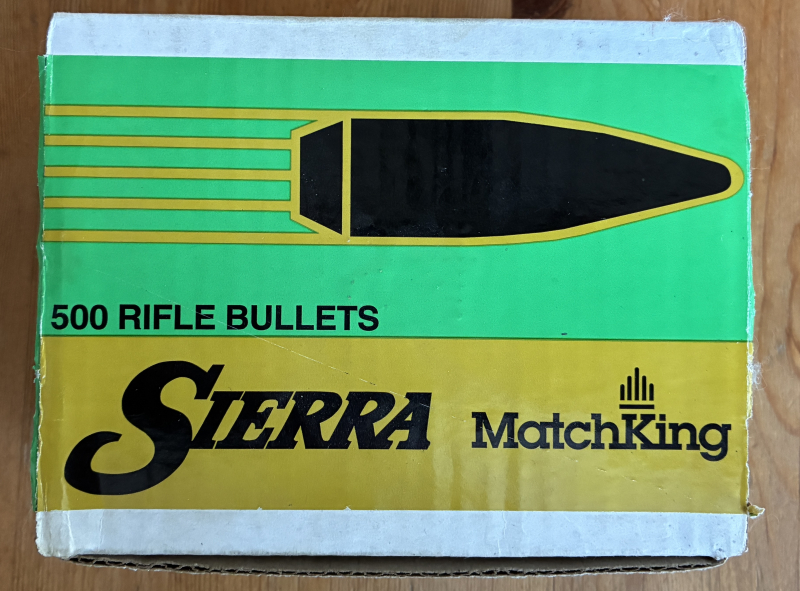 500 RIFLE BULLETS
SIERRA
MatchKing